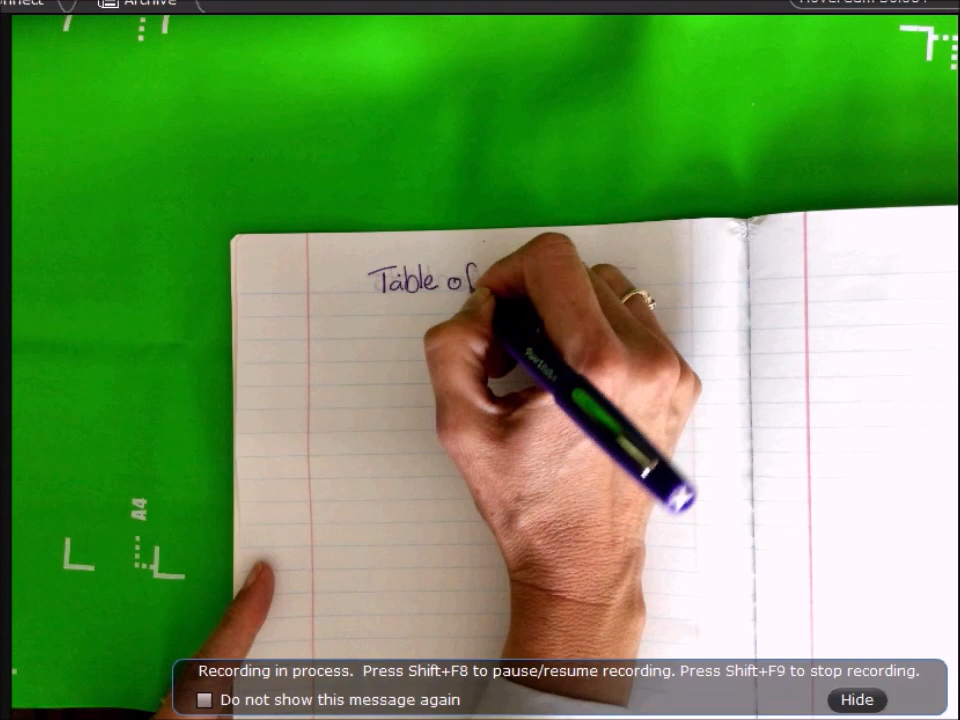 Archive
A4
Table of
Recording in process. Press Shift+F8 to pause/resume recording. Press Shift+F9 to stop recording.
Do not show this message again
Hide